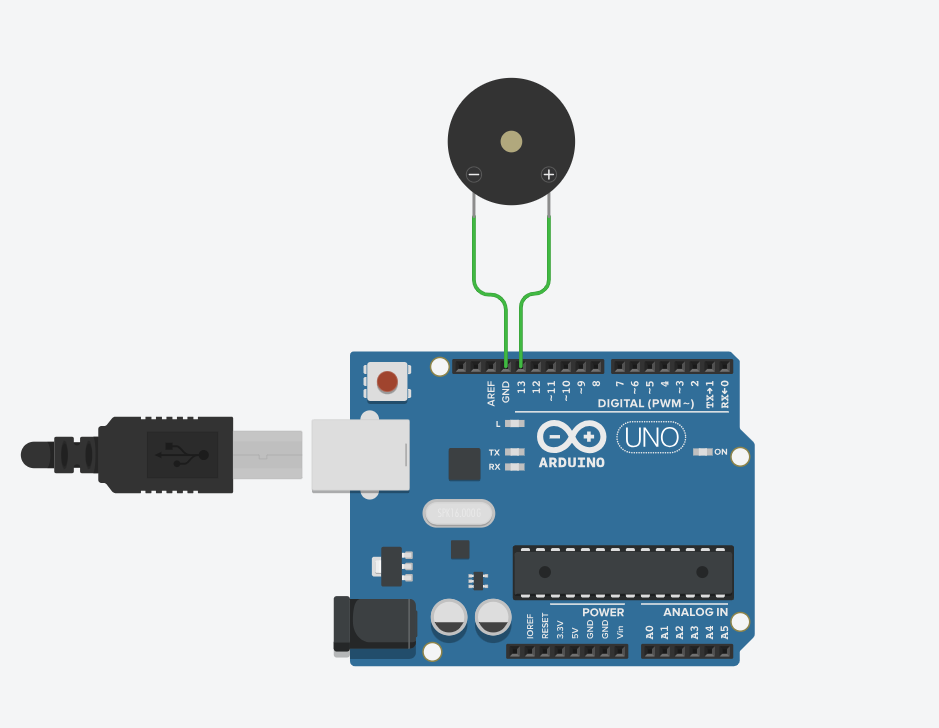 − +
AREF GND 13 12 ~11 ~10 ~9 8 7 ~6 ~5 4 ~3 2 TX→1 RX←0
DIGITAL (PWM~)
L
TX
RX
UNO
ON
ARDUINO
POWER
ANALOG IN
IOREF RESET 3.3V 5V GND GND Vin A0 A1 A2 A3 A4 A5